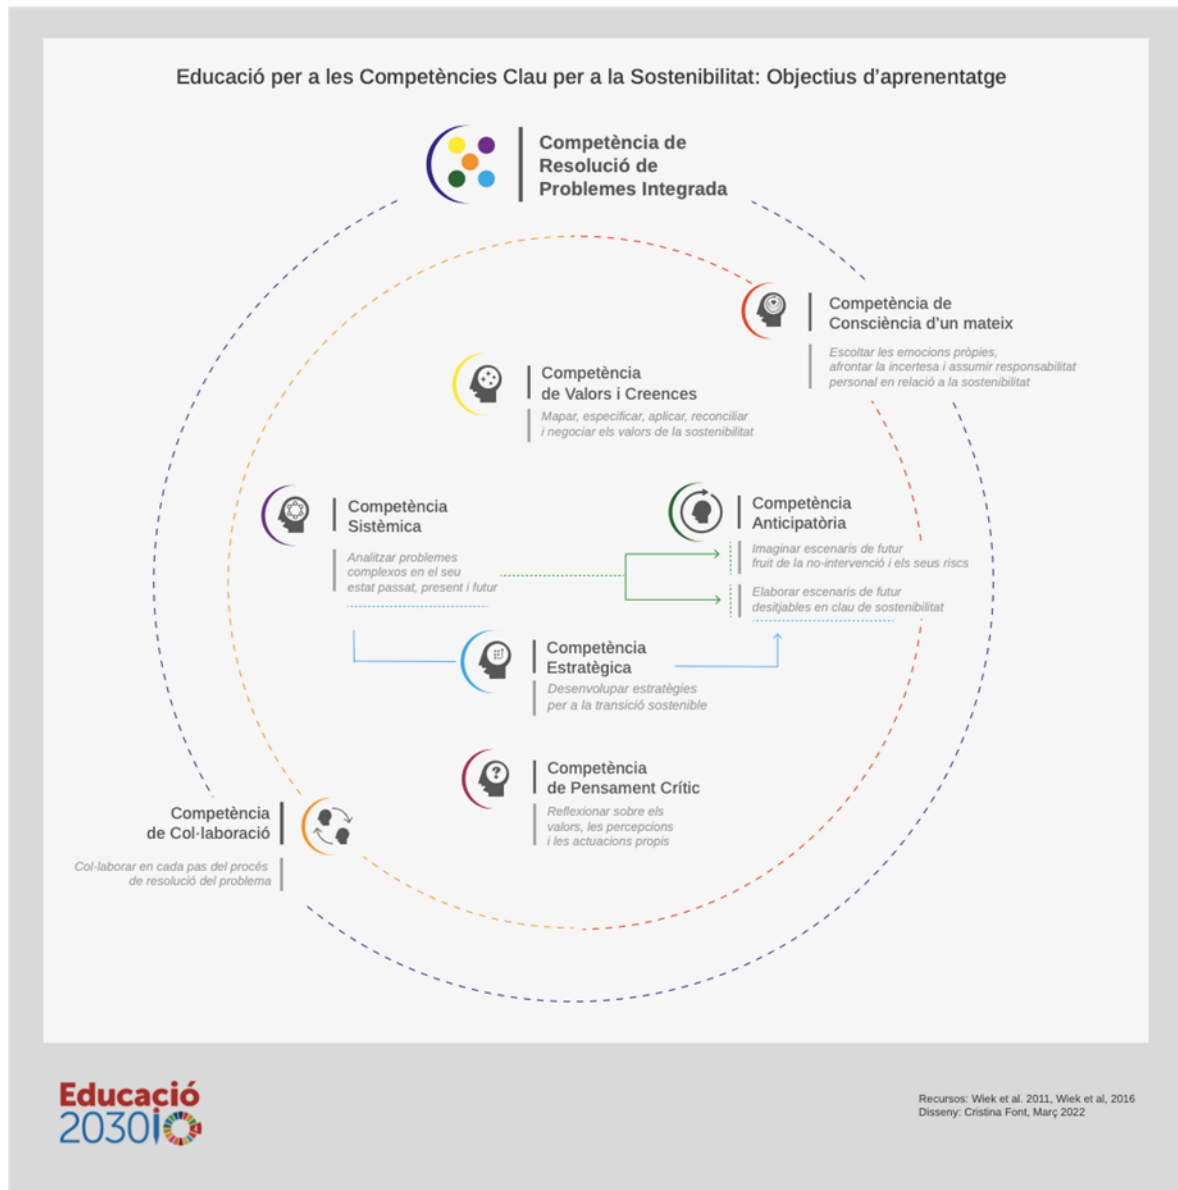 Educació per a les Competències Clau per a la Sostenibilitat: Objectius d'aprenentatge
Competència de
Resolució de
Problemes Integrada
Competència de
Consciència d'un mateix
Escoltar les emocions pròpies,
afrontar la incertesa i assumir responsabilitat
personal en relació a la sostenibilitat
Competència
de Valors i Creences
Mapar, especificar, aplicar, reconciliar
i negociar els valors de la sostenibilitat
Competència
Sistèmica
Analitzar problemes
complexos en el seu
estat passat, present i futur
Competència
Anticipatòria
Imaginar escenaris de futur
fruit de la no-intervenció i els seus riscs
Elaborar escenaris de futur
desitjables en clau de sostenibilitat
Competència
Estratègica
Desenvolupar estratègies
per a la transició sostenible
Competència
de Pensament Crític
Reflexionar sobre els
valors, les percepcions
i les actuacions propis
Competència
de Col·laboració
Col·laborar en cada pas del procés
de resolució del problema
Educació
2030
Recursos: Wiek et al. 2011, Wiek et al, 2016
Disseny: Cristina Font, Març 2022